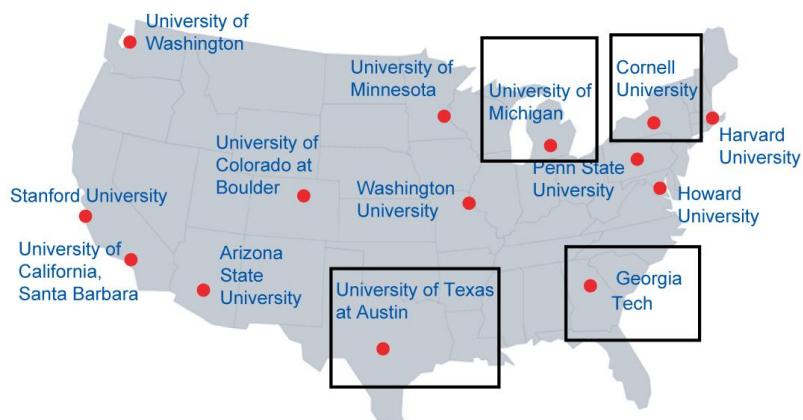 University of
Washington
University of
Minnesota
University of
Michigan
Cornell
University
Harvard
University
University of
Colorado at
Boulder
Washington
University
Penn State
University
Howard
University
Stanford University
University of
California,
Santa Barbara
Arizona
State
University
University of Texas
at Austin
Georgia
Tech